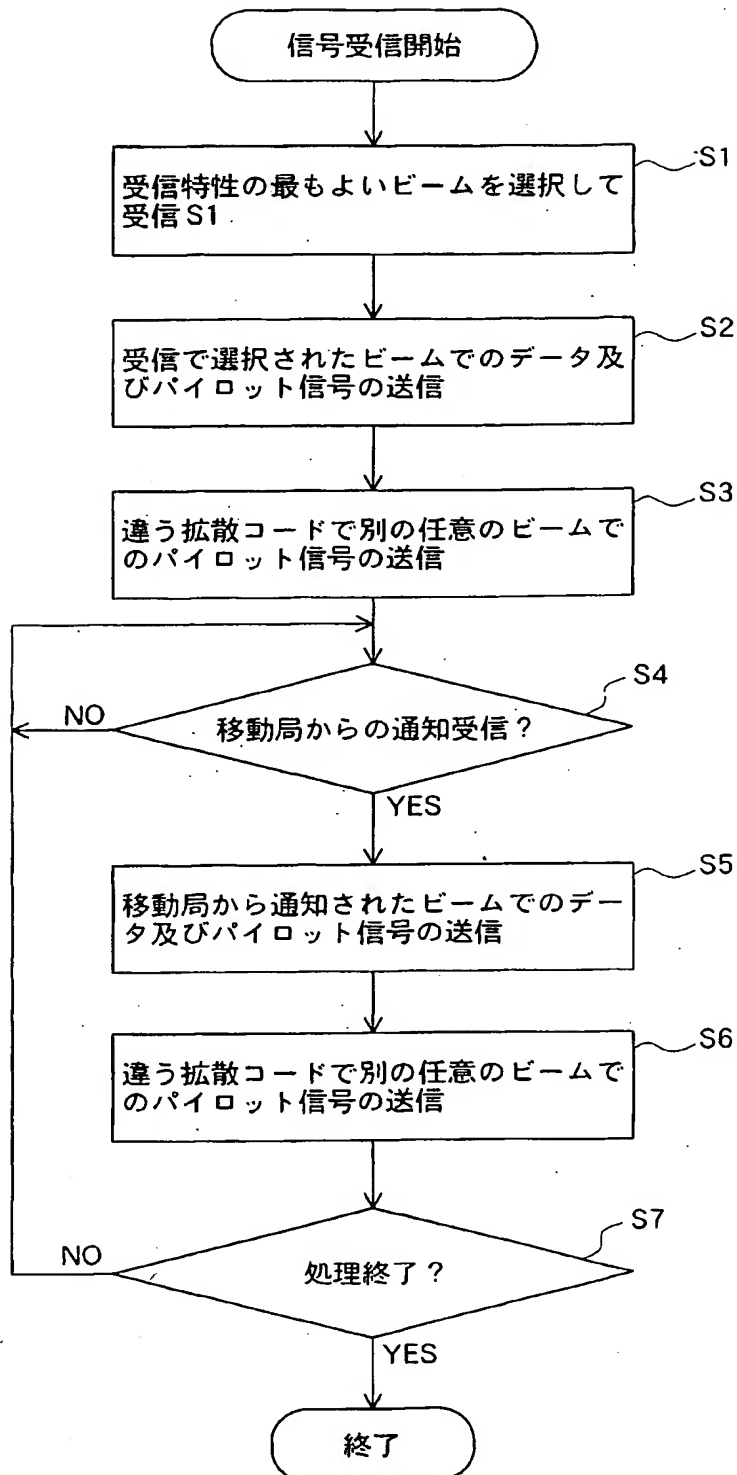 信号受信開始
S1
受信特性の最もよいビームを選択して
受信S1
S2
受信で選択されたビームでのデータ及
びパイロット信号の送信
S3
違う拡散コードで別の任意のビームで
のパイロット信号の送信
S4
NO
移動局からの通知受信?
YES
S5
移動局から通知されたビームでのデー
タ及びパイロット信号の送信
S6
違う拡散コードで別の任意のビームで
のパイロット信号の送信
S7
NO
処理終了?
YES
終了